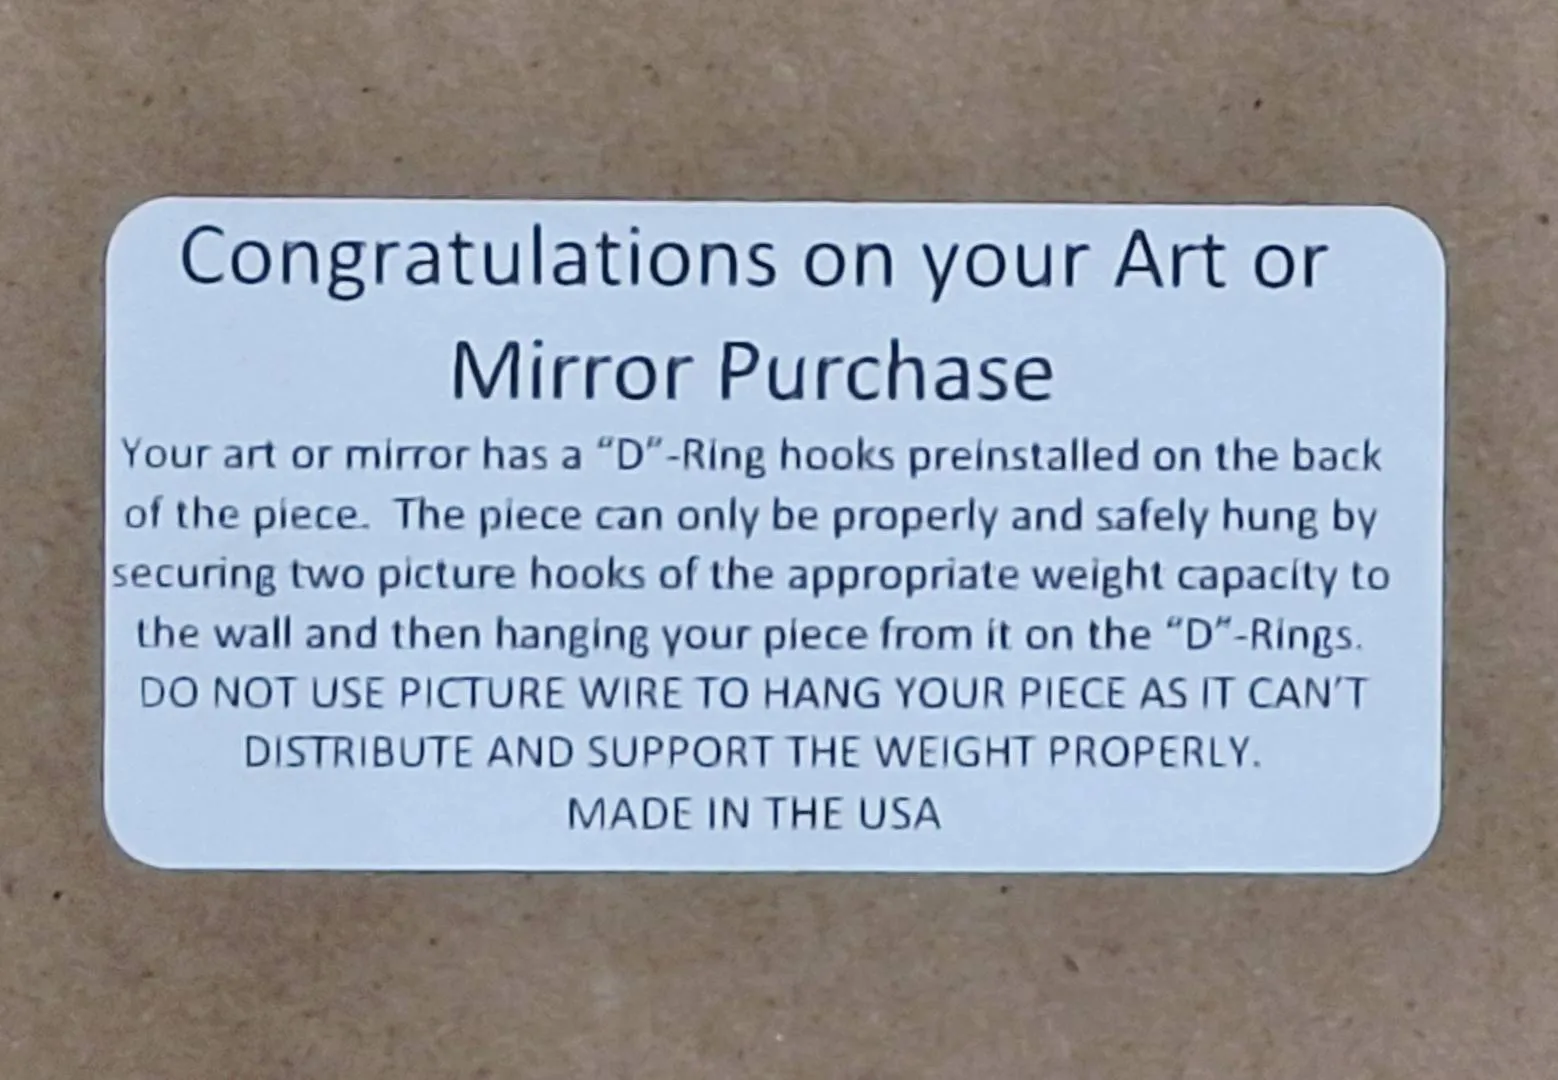 Congratulations on your Art or
Mirror Purchase
Your art or mirror has a “D”-Ring hooks preinstalled on the back
of the piece.  The piece can only be properly and safely hung by
securing two picture hooks of the appropriate weight capacity to
the wall and then hanging your piece from it on the “D”-Rings.
DO NOT USE PICTURE WIRE TO HANG YOUR PIECE AS IT CAN’T
DISTRIBUTE AND SUPPORT THE WEIGHT PROPERLY.
MADE IN THE USA